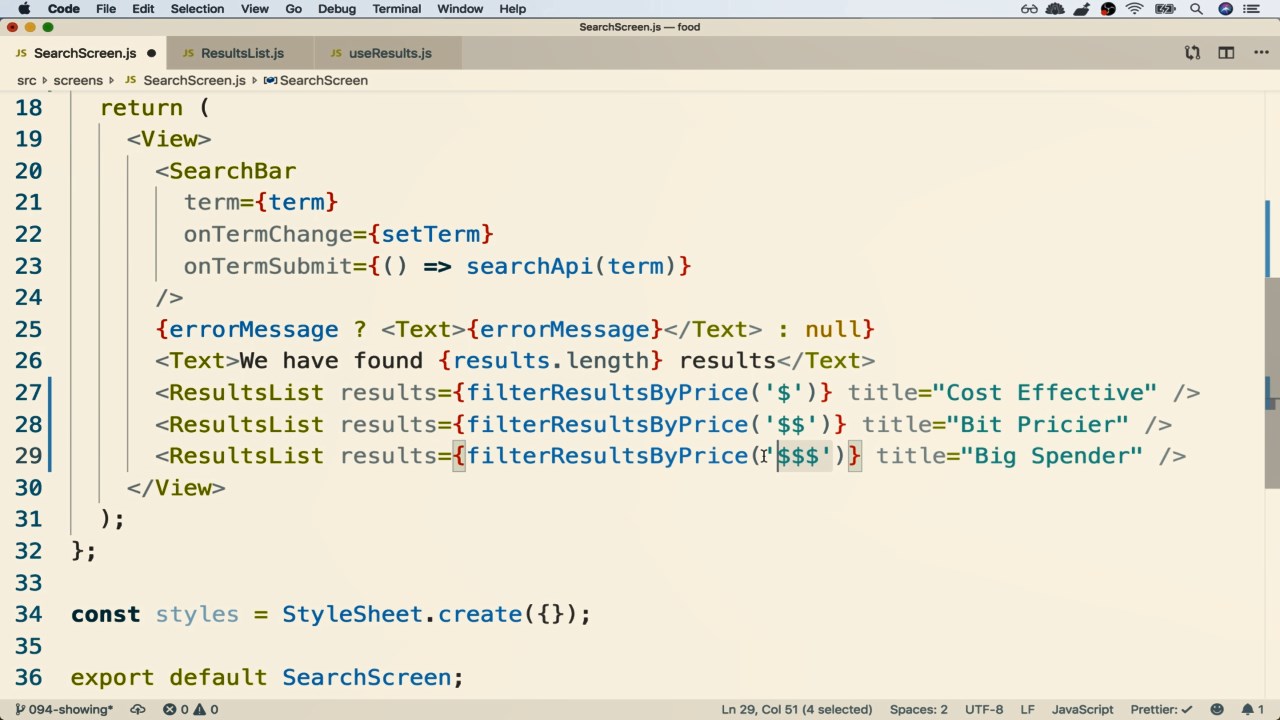 Code File Edit Selection View Go Debug Terminal Window Help
SearchScreen.js — food
JS SearchScreen.js ● JS ResultsList.js JS useResults.js
src screens JS SearchScreen.js SearchScreen
18 return (
19 <View>
20 <SearchBar
21 term={term}
22 onTermChange={setTerm}
23 onTermSubmit={() => searchApi(term)}
24 />
25 {errorMessage ? <Text>{errorMessage}</Text> : null}
26 <Text>We have found {results.length} results</Text>
27 <ResultsList results={filterResultsByPrice('$')} title="Cost Effective" />
28 <ResultsList results={filterResultsByPrice('$$')} title="Bit Pricier" />
29 <ResultsList results={filterResultsByPrice('$$$')} title="Big Spender" />
30 </View>
31 );
32 };
33
34 const styles = StyleSheet.create({});
35
36 export default SearchScreen;
094-showing* 0 0 Ln 29, Col 51 (4 selected) Spaces: 2 UTF-8 LF JavaScript Prettier: ✓ 1